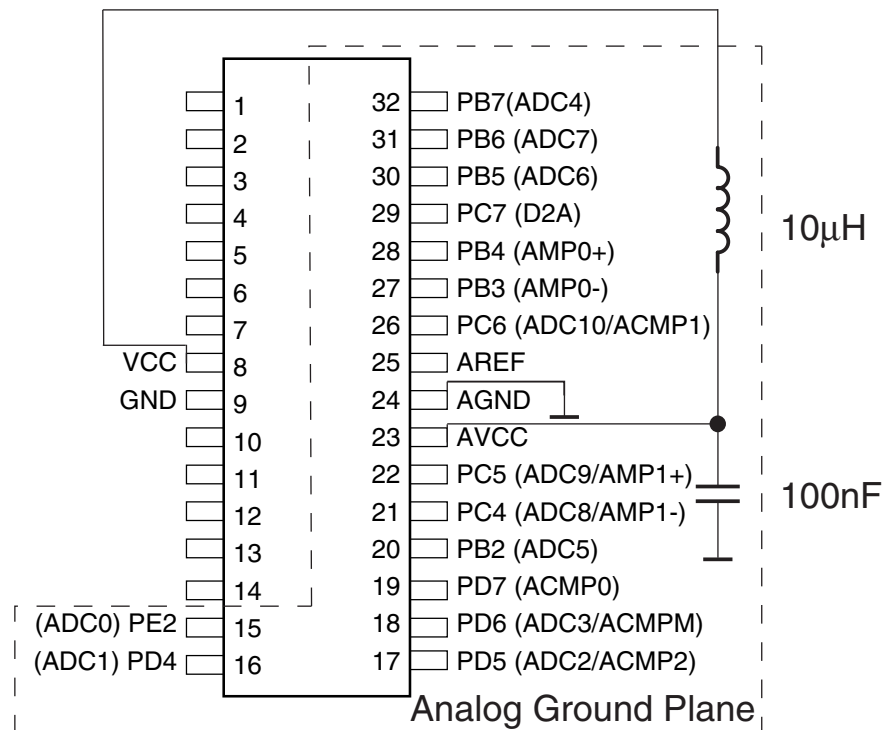 1 32 PB7(ADC4)
2 31 PB6 (ADC7)
3 30 PB5 (ADC6)
4 29 PC7 (D2A)
5 28 PB4 (AMP0+)
6 27 PB3 (AMP0-)
7 26 PC6 (ADC10/ACMP1)
VCC 8 25 AREF
GND 9 24 AGND
10 23 AVCC
11 22 PC5 (ADC9/AMP1+)
12 21 PC4 (ADC8/AMP1-)
13 20 PB2 (ADC5)
14 19 PD7 (ACMP0)
(ADC0) PE2 15 18 PD6 (ADC3/ACMPM)
(ADC1) PD4 16 17 PD5 (ADC2/ACMP2)
10μH
100nF
Analog Ground Plane